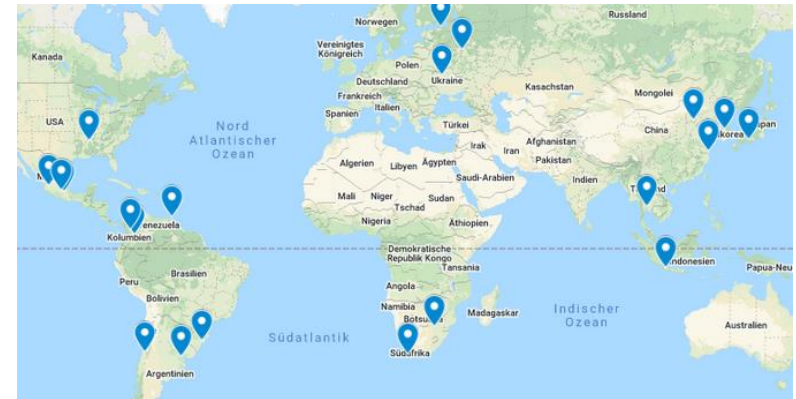 Norwegen
Russland
Kanada
Vereinigtes
Königreich
Polen
Deutschland
Ukraine
Frankreich
Kasachstan
Mongolei
Italien
Spanien
USA
Nord
Atlantischer
Ozean
Türkei
China
Irak
Iran
Afghanistan
Pakistan
Algerien
Libyen
Ägypten
Saudi-Arabien
Indien
Mali
Niger
Tschad
Sudan
Nigeria
Äthiopien
Kolumbien
Demokratische
Republik Kongo
Tansania
Papua-Neu
Peru
Brasilien
Angola
Bolivien
Namibia
Madagaskar
Indischer
Ozean
Südatlantik
Australien
Argentinien